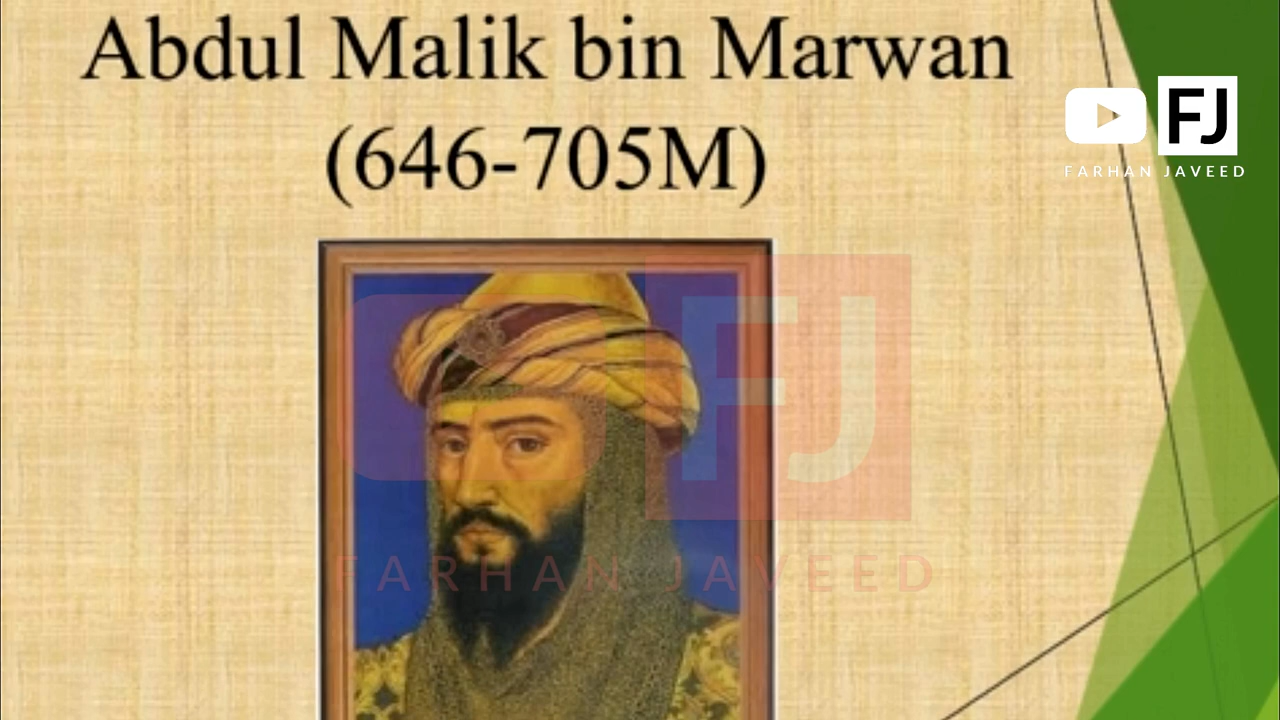 Abdul Malik bin Marwan
(646-705M)
FJ
FARHAN JAVEED
FJ
FARHAN JAVEED